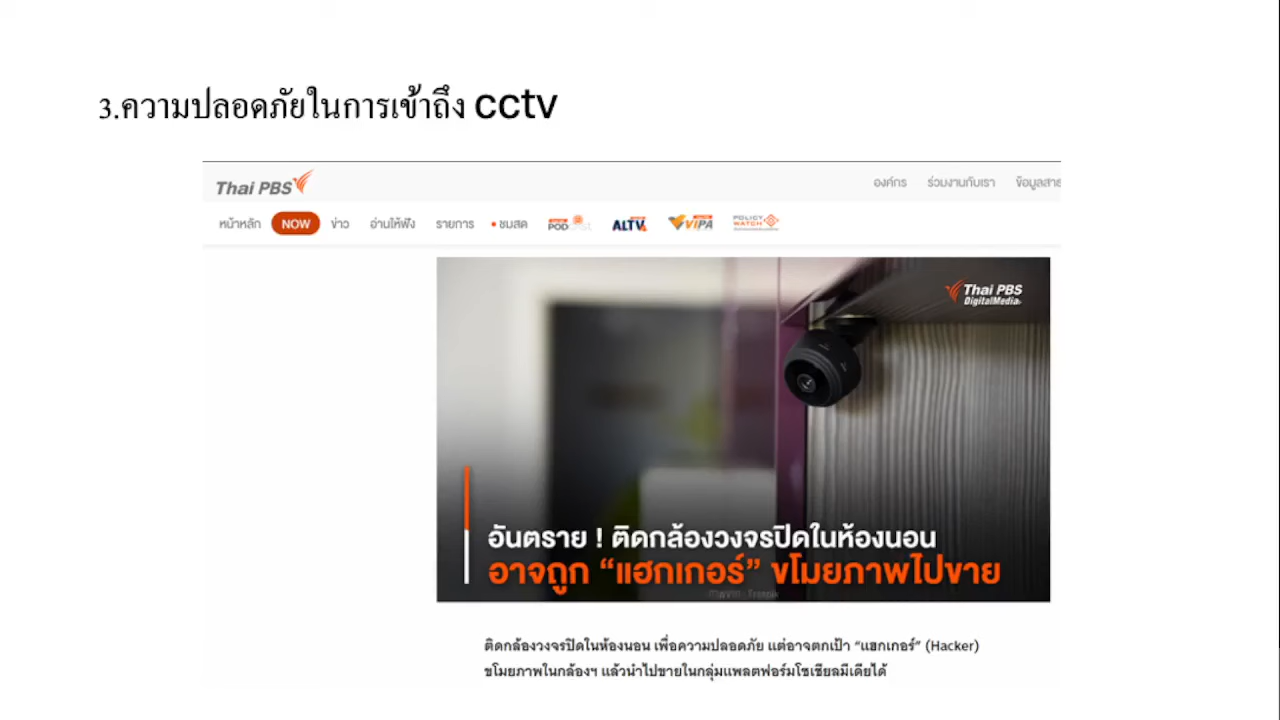 3.ความปลอดภัยในการเข้าถึง cctv
Thai PBS
องค์กร ร่วมงานกับเรา ข้อมูลสาธ
หน้าหลัก NOW ข่าว อ่านให้ฟัง รายการ ชมสด POD ALTV VIPA POLICY WATCH
Thai PBS
DigitalMedia
อันตราย ! ติดกล้องวงจรปิดในห้องนอน
อาจถูก “แฮกเกอร์” ขโมยภาพไปขาย
ติดกล้องวงจรปิดในห้องนอน เพื่อความปลอดภัย แต่อาจตกเป้า “แฮกเกอร์” (Hacker)
ขโมยภาพในกล้องฯ แล้วนำไปขายในกลุ่มแพลตฟอร์มโซเชียลมีเดียได้